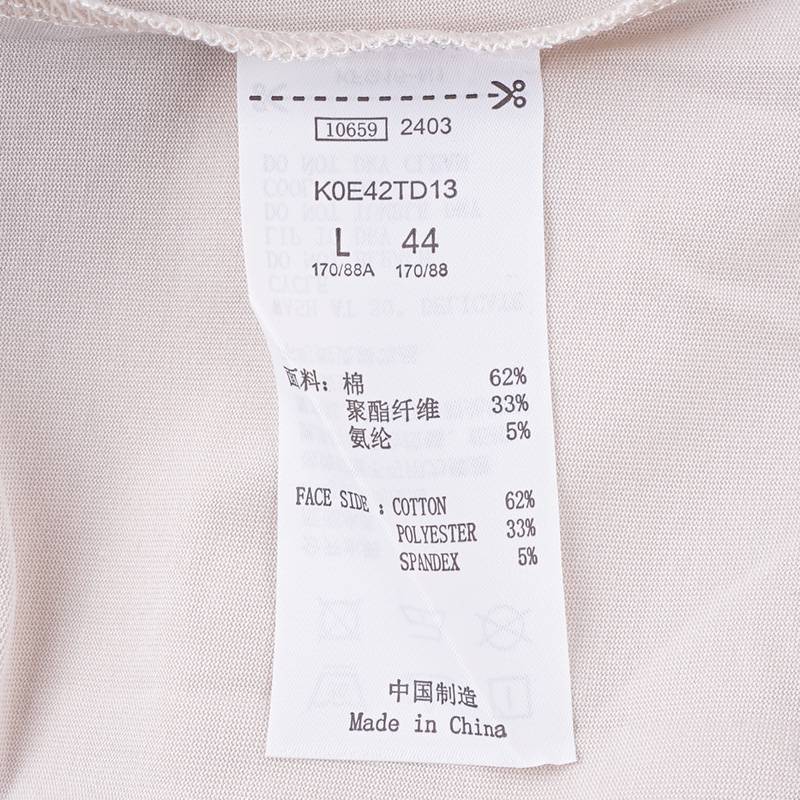 10659 2403
K0E42TD13
L 44
170/88A 170/88
面料: 棉 62%
聚酯纤维 33%
氨纶 5%
FACE SIDE : COTTON 62%
POLYESTER 33%
SPANDEX 5%
中国制造
Made in China